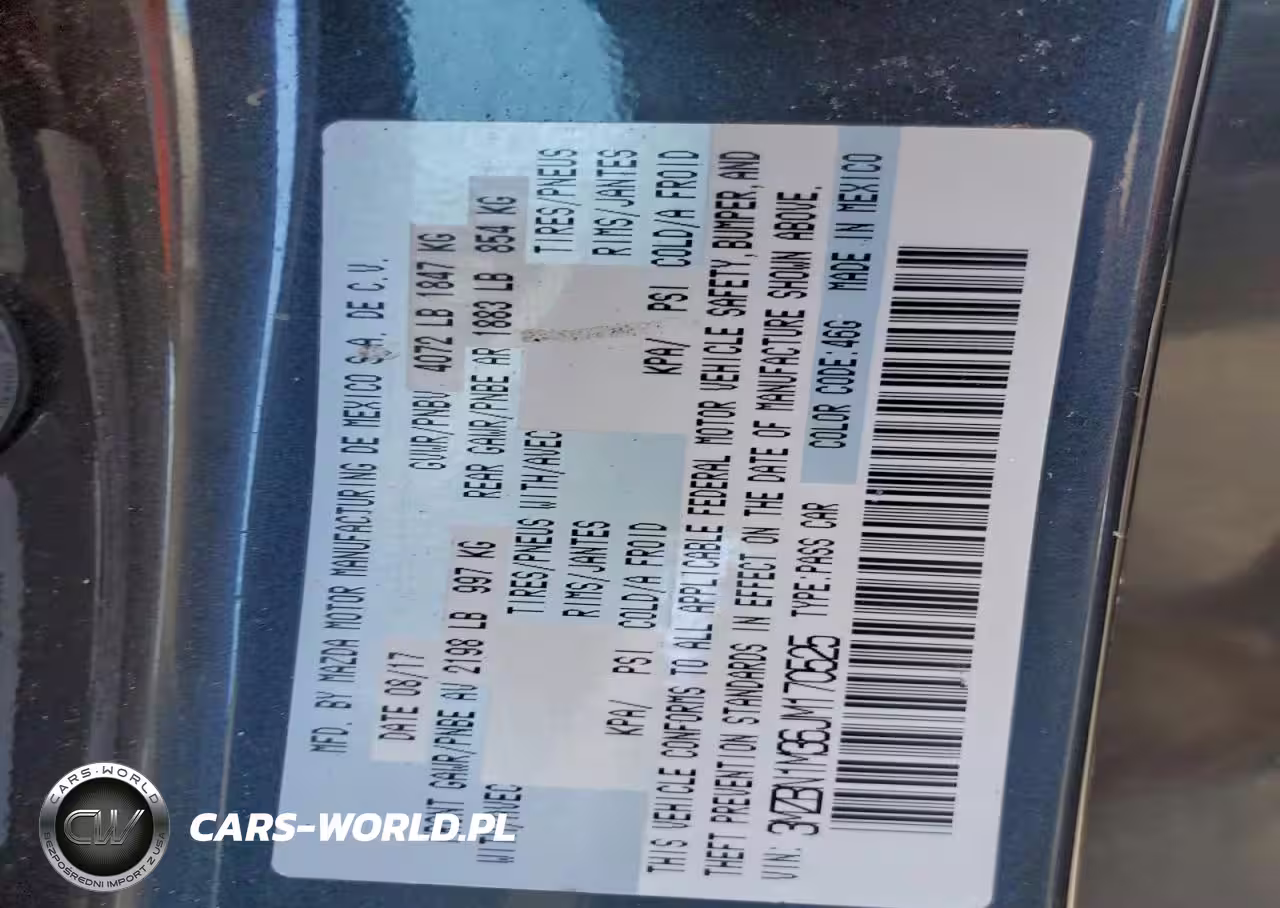 MFD. BY MAZDA MOTOR MANUFACTURING DE MEXICO S.A. DE C.V.
DATE 08/17 GVWR/PNBV 4072 LB 1847 KG
GAWR/PNBE AV 2198 LB 997 KG REAR GAWR/PNBE AR 1883 LB 854 KG
WITH/AVEC TIRES/PNEUS WITH/AVEC TIRES/PNEUS
RIMS/JANTES RIMS/JANTES
KPA/ PSI COLD/A FROID KPA/ PSI COLD/A FROID
THIS VEHICLE CONFORMS TO ALL APPLICABLE FEDERAL MOTOR VEHICLE SAFETY, BUMPER, AND
THEFT PREVENTION STANDARDS IN EFFECT ON THE DATE OF MANUFACTURE SHOWN ABOVE.
VIN: 3MZBN1M36JM170525 TYPE:PASS CAR COLOR CODE:46G MADE IN MEXICO
CARS-WORLD
CW
BEZPOŚREDNI IMPORT Z USA
CARS-WORLD.PL